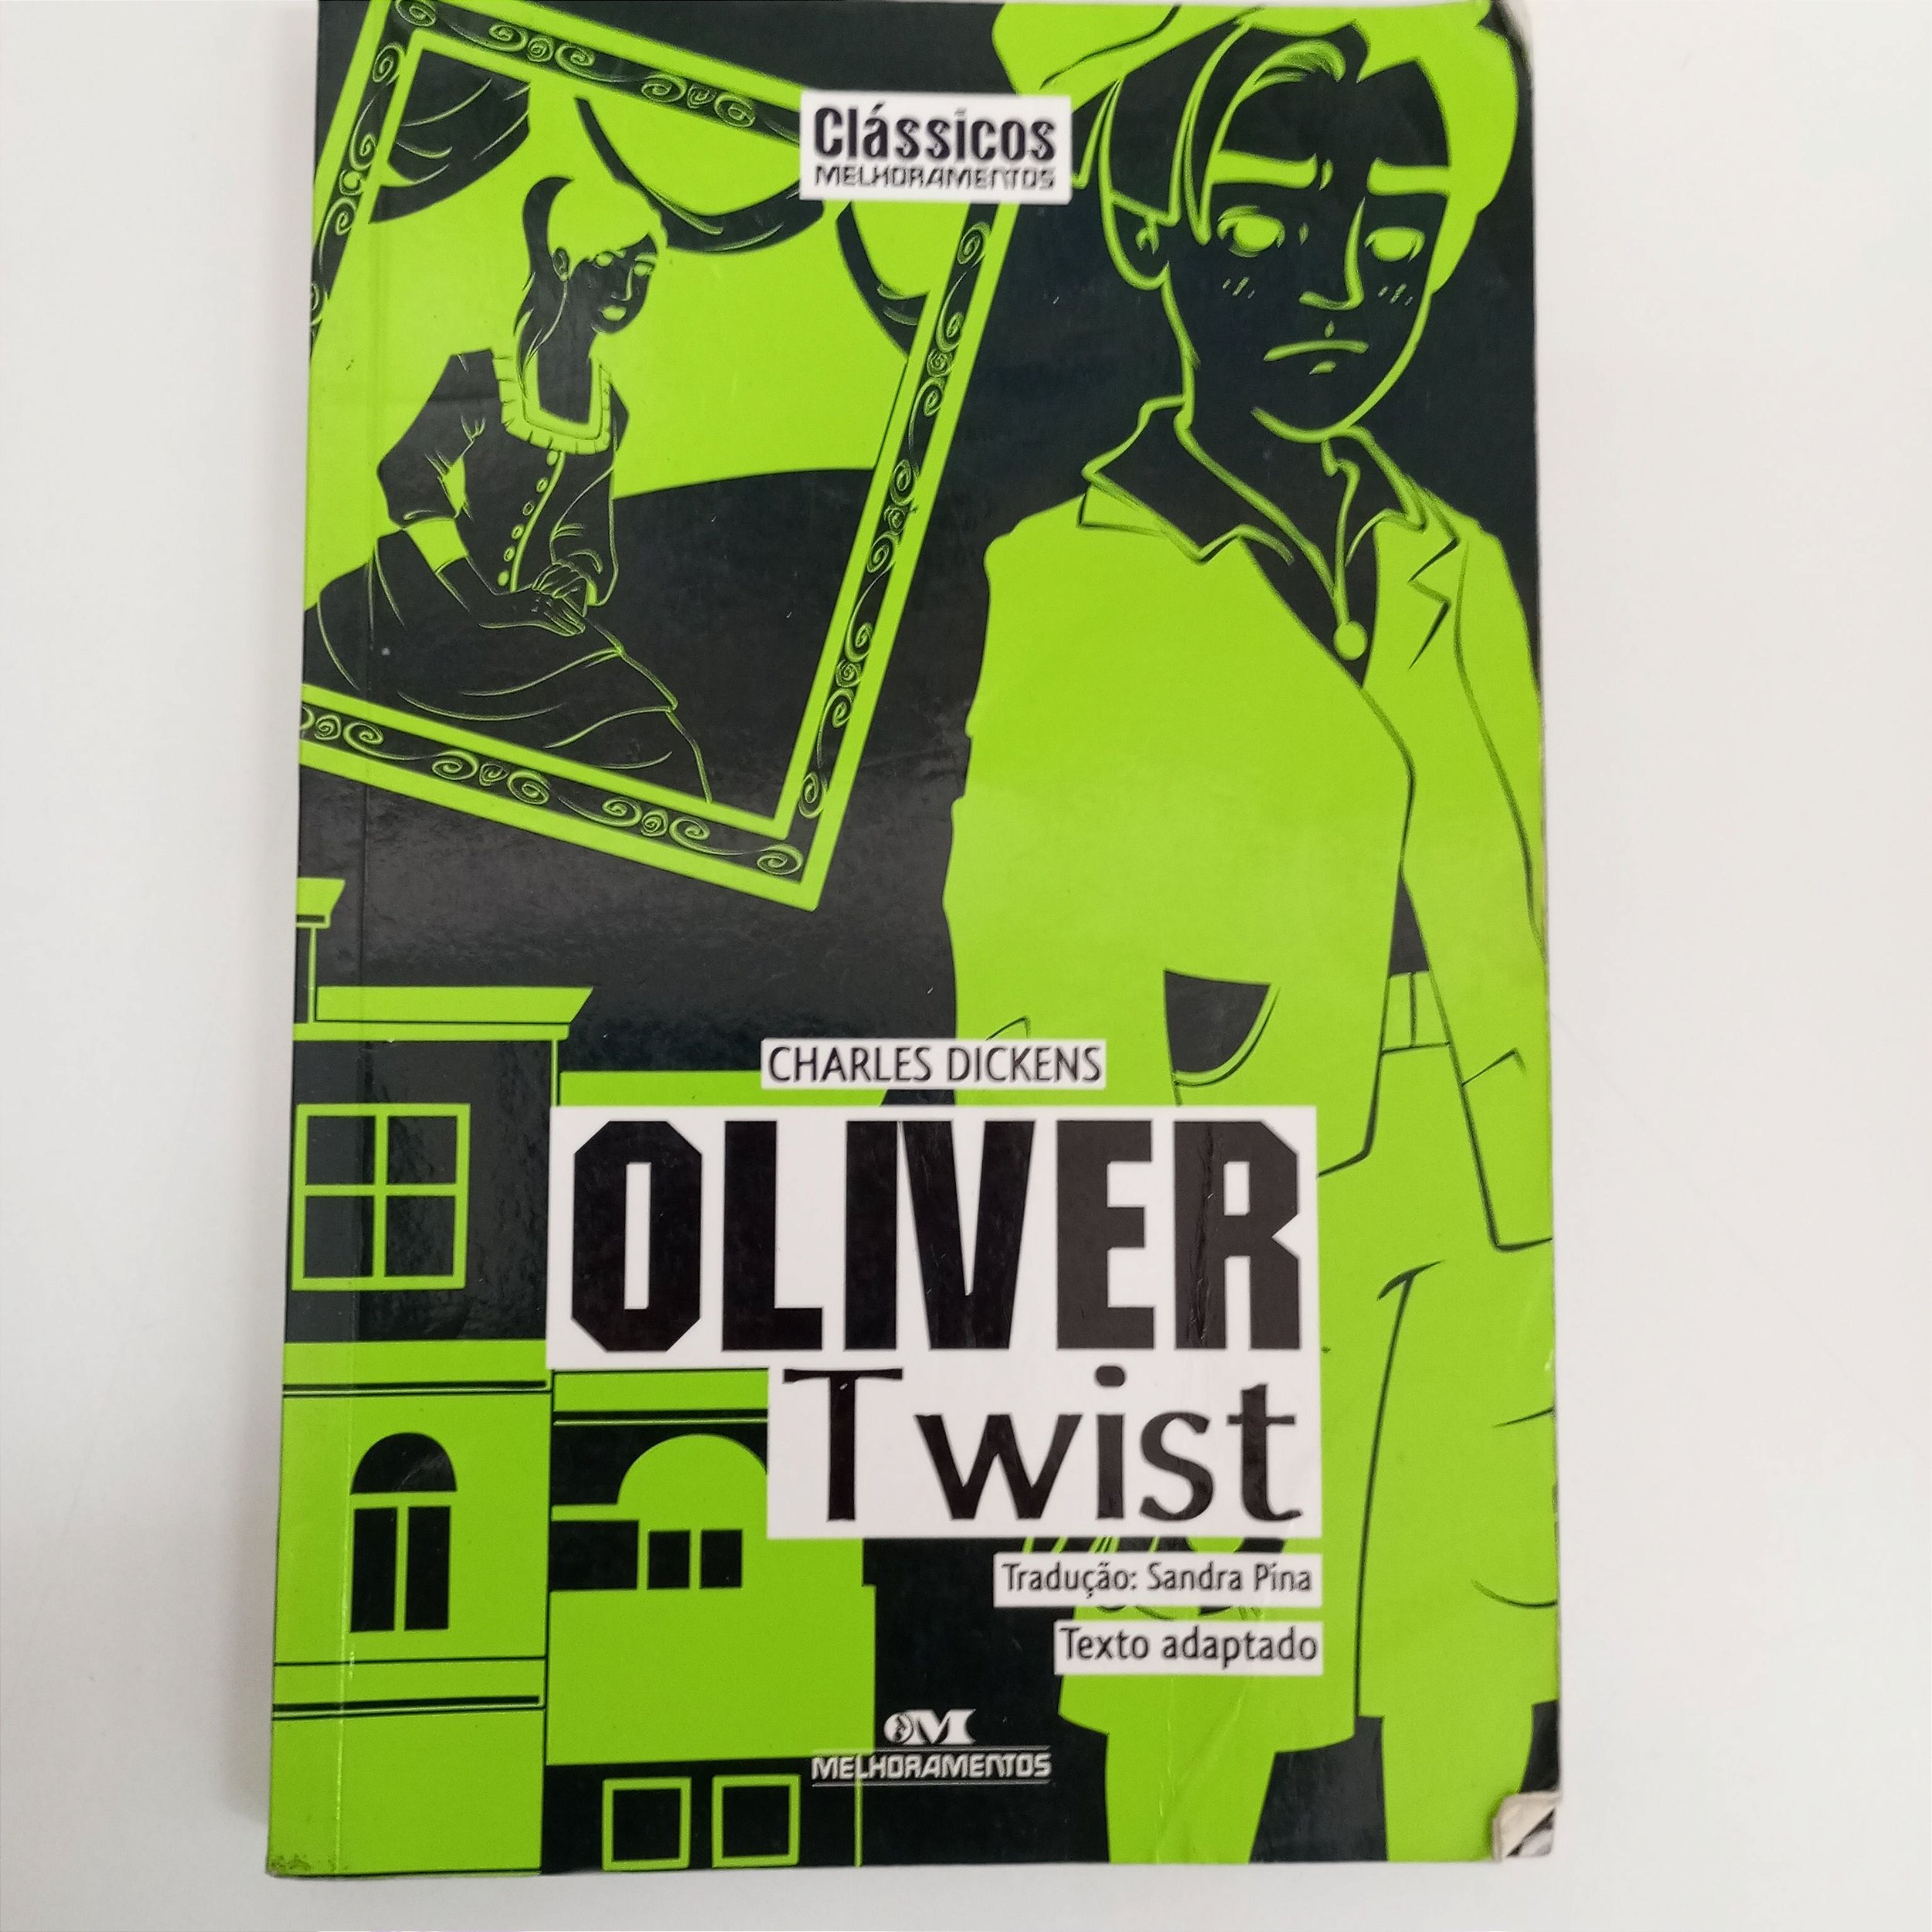 Clássicos
MELHORAMENTOS
CHARLES DICKENS
OLIVER
Twist
Tradução: Sandra Pina
Texto adaptado
M
MELHORAMENTOS